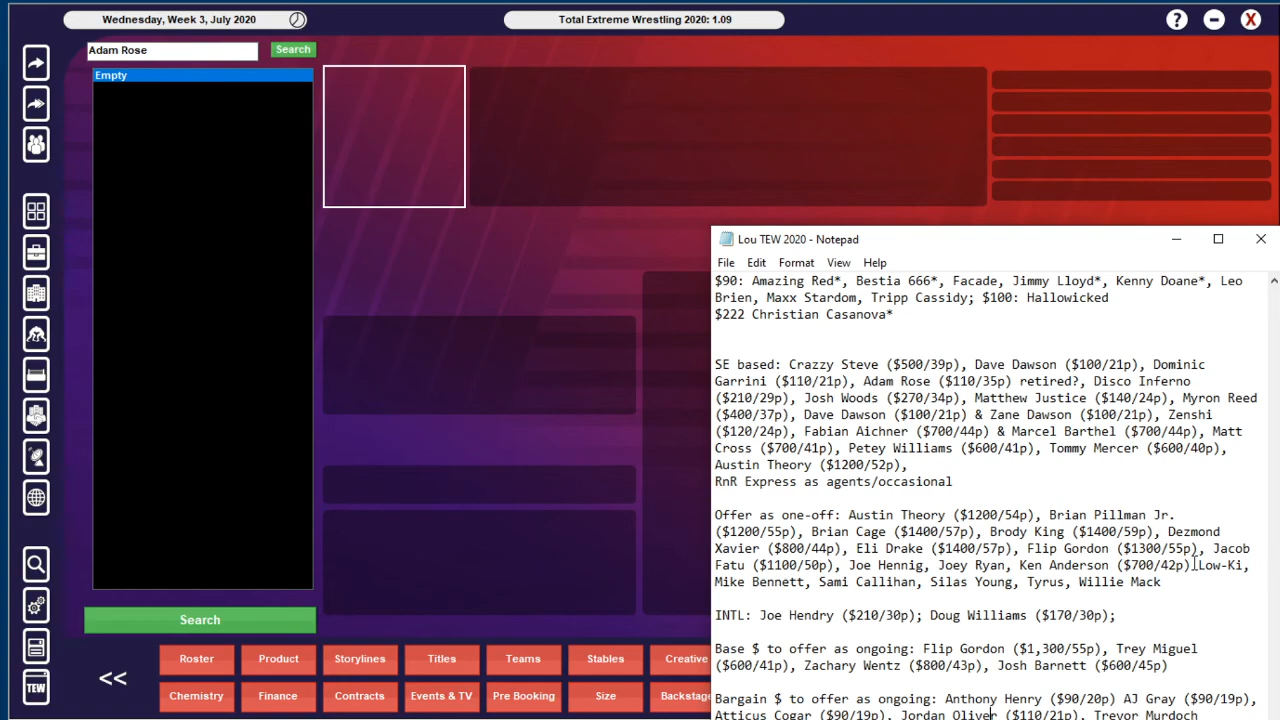 Wednesday, Week 3, July 2020
Total Extreme Wrestling 2020: 1.09
?
X
Adam Rose
Search
Empty
Search
<<
Roster
Product
Storylines
Titles
Teams
Stables
Creative
Chemistry
Finance
Contracts
Events & TV
Pre Booking
Size
Backstage
TEW
Lou TEW 2020 - Notepad
File Edit Format View Help
$90: Amazing Red*, Bestia 666*, Facade, Jimmy Lloyd*, Kenny Doane*, Leo
Brien, Maxx Stardom, Tripp Cassidy; $100: Hallowicked
$222 Christian Casanova*
SE based: Crazzy Steve ($500/39p), Dave Dawson ($100/21p), Dominic
Garrini ($110/21p), Adam Rose ($110/35p) retired?, Disco Inferno
($210/29p), Josh Woods ($270/34p), Matthew Justice ($140/24p), Myron Reed
($400/37p), Dave Dawson ($100/21p) & Zane Dawson ($100/21p), Zenshi
($120/24p), Fabian Aichner ($700/44p) & Marcel Barthel ($700/44p), Matt
Cross ($700/41p), Petey Williams ($600/41p), Tommy Mercer ($600/40p),
Austin Theory ($1200/52p),
RnR Express as agents/occasional
Offer as one-off: Austin Theory ($1200/54p), Brian Pillman Jr.
($1200/55p), Brian Cage ($1400/57p), Brody King ($1400/59p), Dezmond
Xavier ($800/44p), Eli Drake ($1400/57p), Flip Gordon ($1300/55p), Jacob
Fatu ($1100/50p), Joe Hennig, Joey Ryan, Ken Anderson ($700/42p) Low-Ki,
Mike Bennett, Sami Callihan, Silas Young, Tyrus, Willie Mack
INTL: Joe Hendry ($210/30p); Doug Williams ($170/30p);
Base $ to offer as ongoing: Flip Gordon ($1,300/55p), Trey Miguel
($600/41p), Zachary Wentz ($800/43p), Josh Barnett ($600/45p)
Bargain $ to offer as ongoing: Anthony Henry ($90/20p) AJ Gray ($90/19p),
Atticus Cogar ($90/19p), Jordan Oliver ($110/21p), Trevor Murdoch